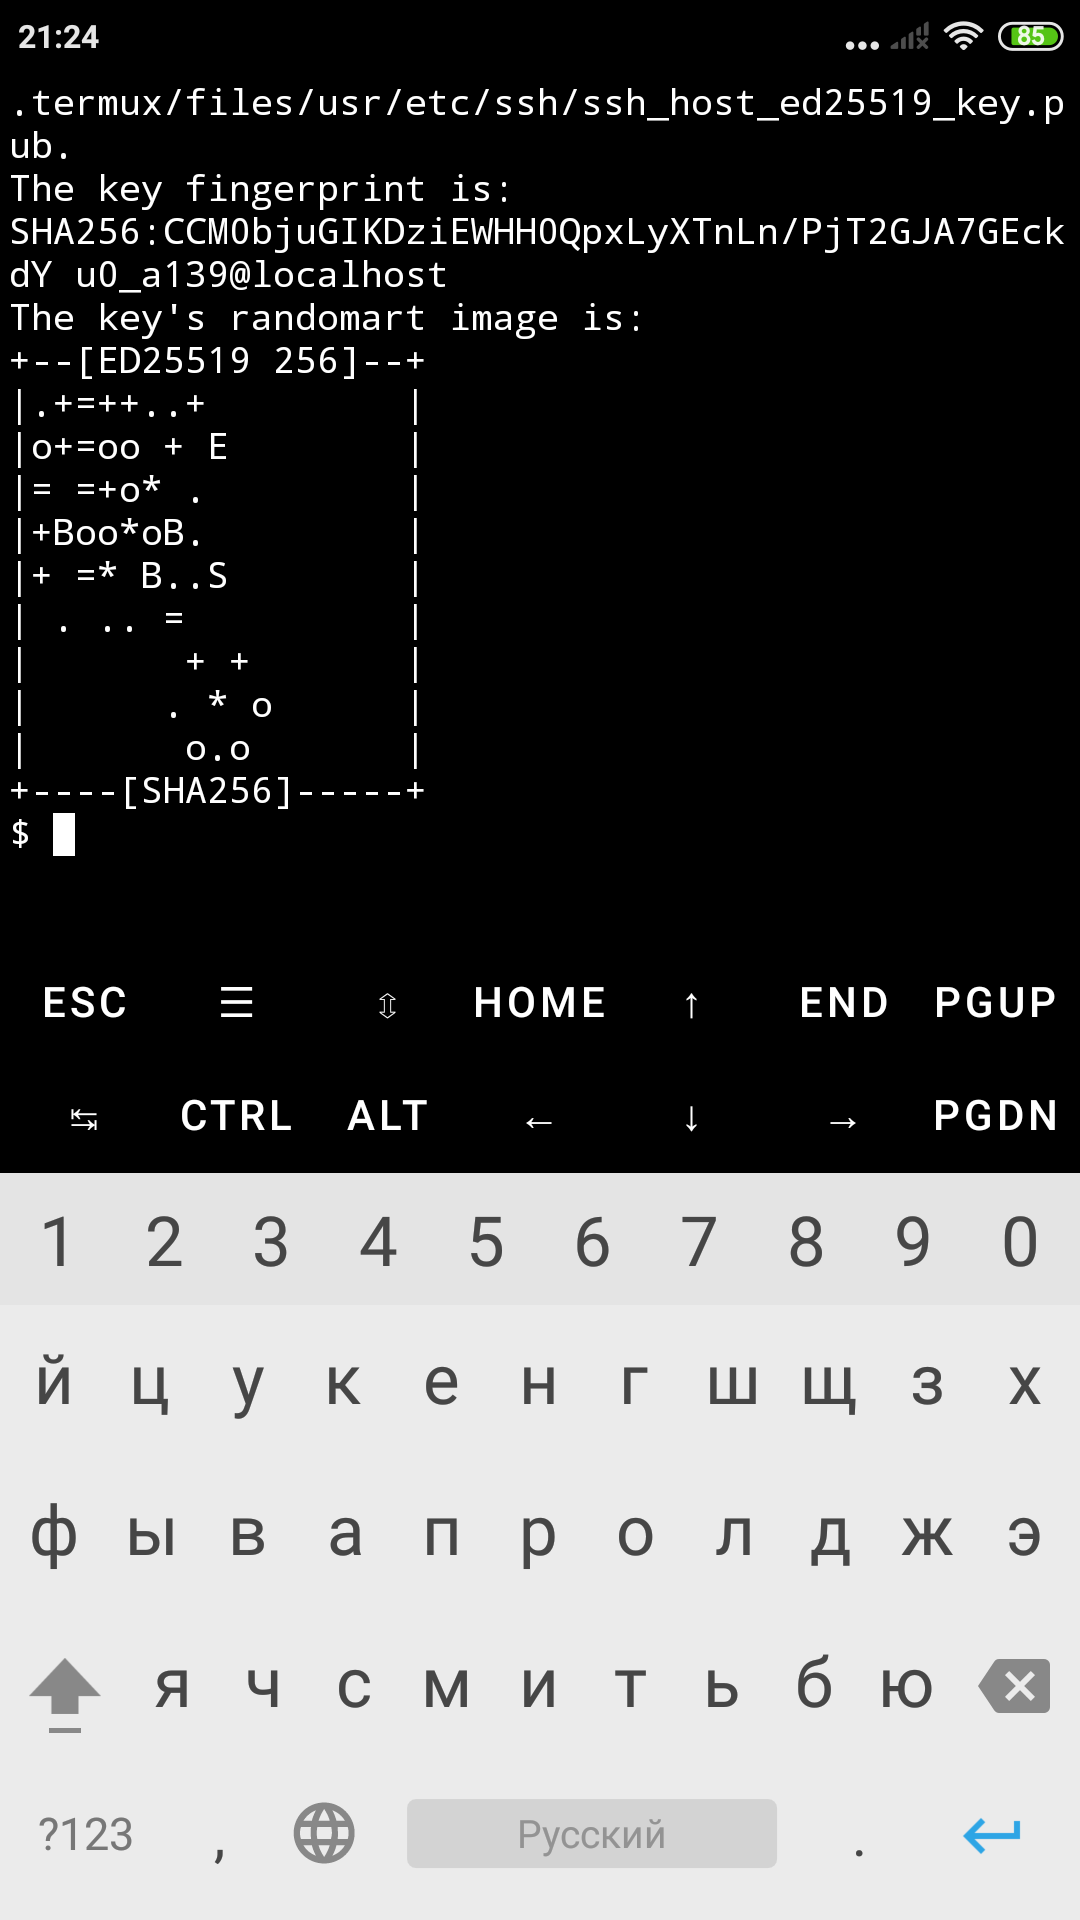 21:24
85
.termux/files/usr/etc/ssh/ssh_host_ed25519_key.p
ub.
The key fingerprint is:
SHA256:CCM0bjuGIKDziEWHH0QpxLyXTnLn/PjT2GJA7GEck
dY u0_a139@localhost
The key's randomart image is:
+--[ED25519 256]--+
|.+=++..+         |
|o+=oo + E        |
|= =+o* .         |
|+Boo*oB.         |
|+ =* B..S        |
| . .. =          |
|       + +       |
|      . * o      |
|       o.o       |
+----[SHA256]-----+
$
ESC ☰ ⇳ HOME ↑ END PGUP
↹ CTRL ALT ← ↓ → PGDN
1 2 3 4 5 6 7 8 9 0
й ц у к е н г ш щ з х
ф ы в а п р о л д ж э
я ч с м и т ь б ю
?123 , Русский .